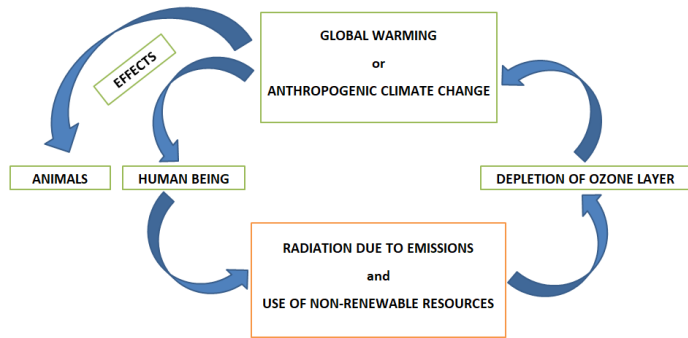 GLOBAL WARMING
or
ANTHROPOGENIC CLIMATE CHANGE
EFFECTS
ANIMALS
HUMAN BEING
DEPLETION OF OZONE LAYER
RADIATION DUE TO EMISSIONS
and
USE OF NON-RENEWABLE RESOURCES